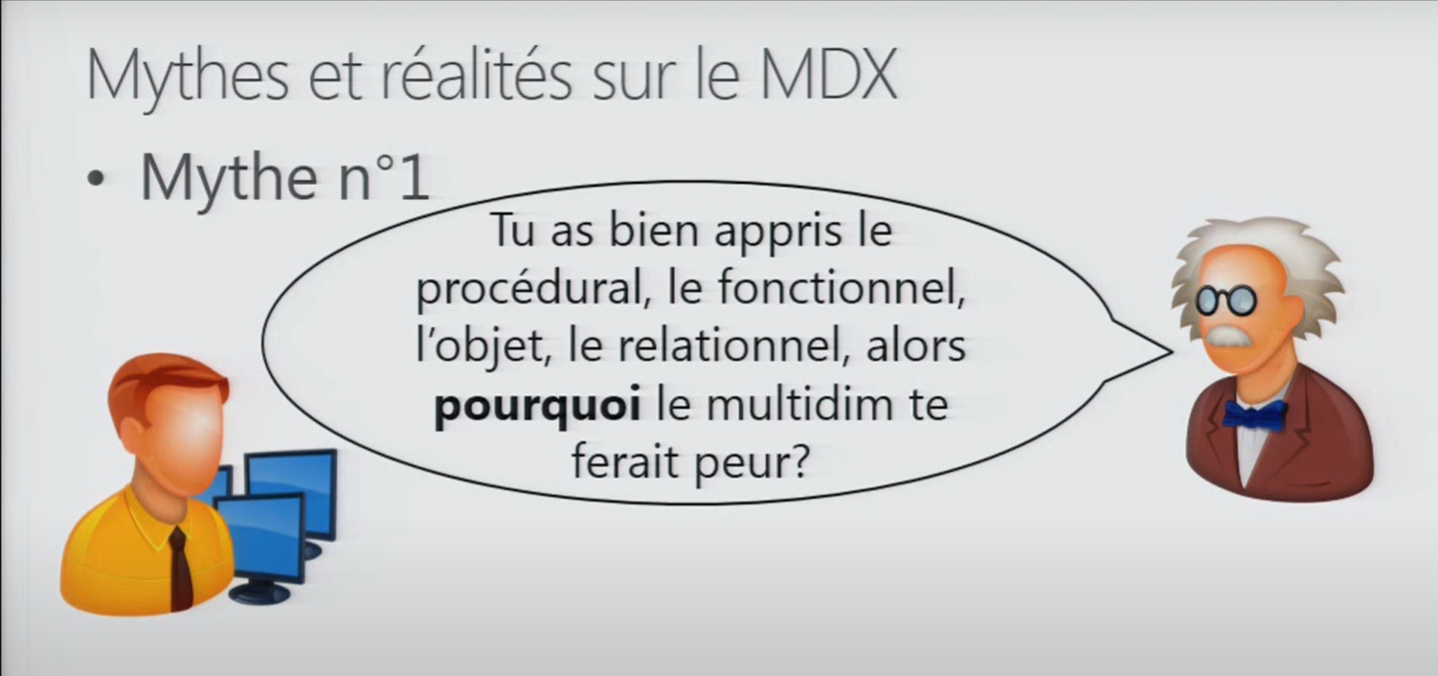 Mythes et réalités sur le MDX
• Mythe n°1
Tu as bien appris le
procédural, le fonctionnel,
l’objet, le relationnel, alors
pourquoi le multidim te
ferait peur?